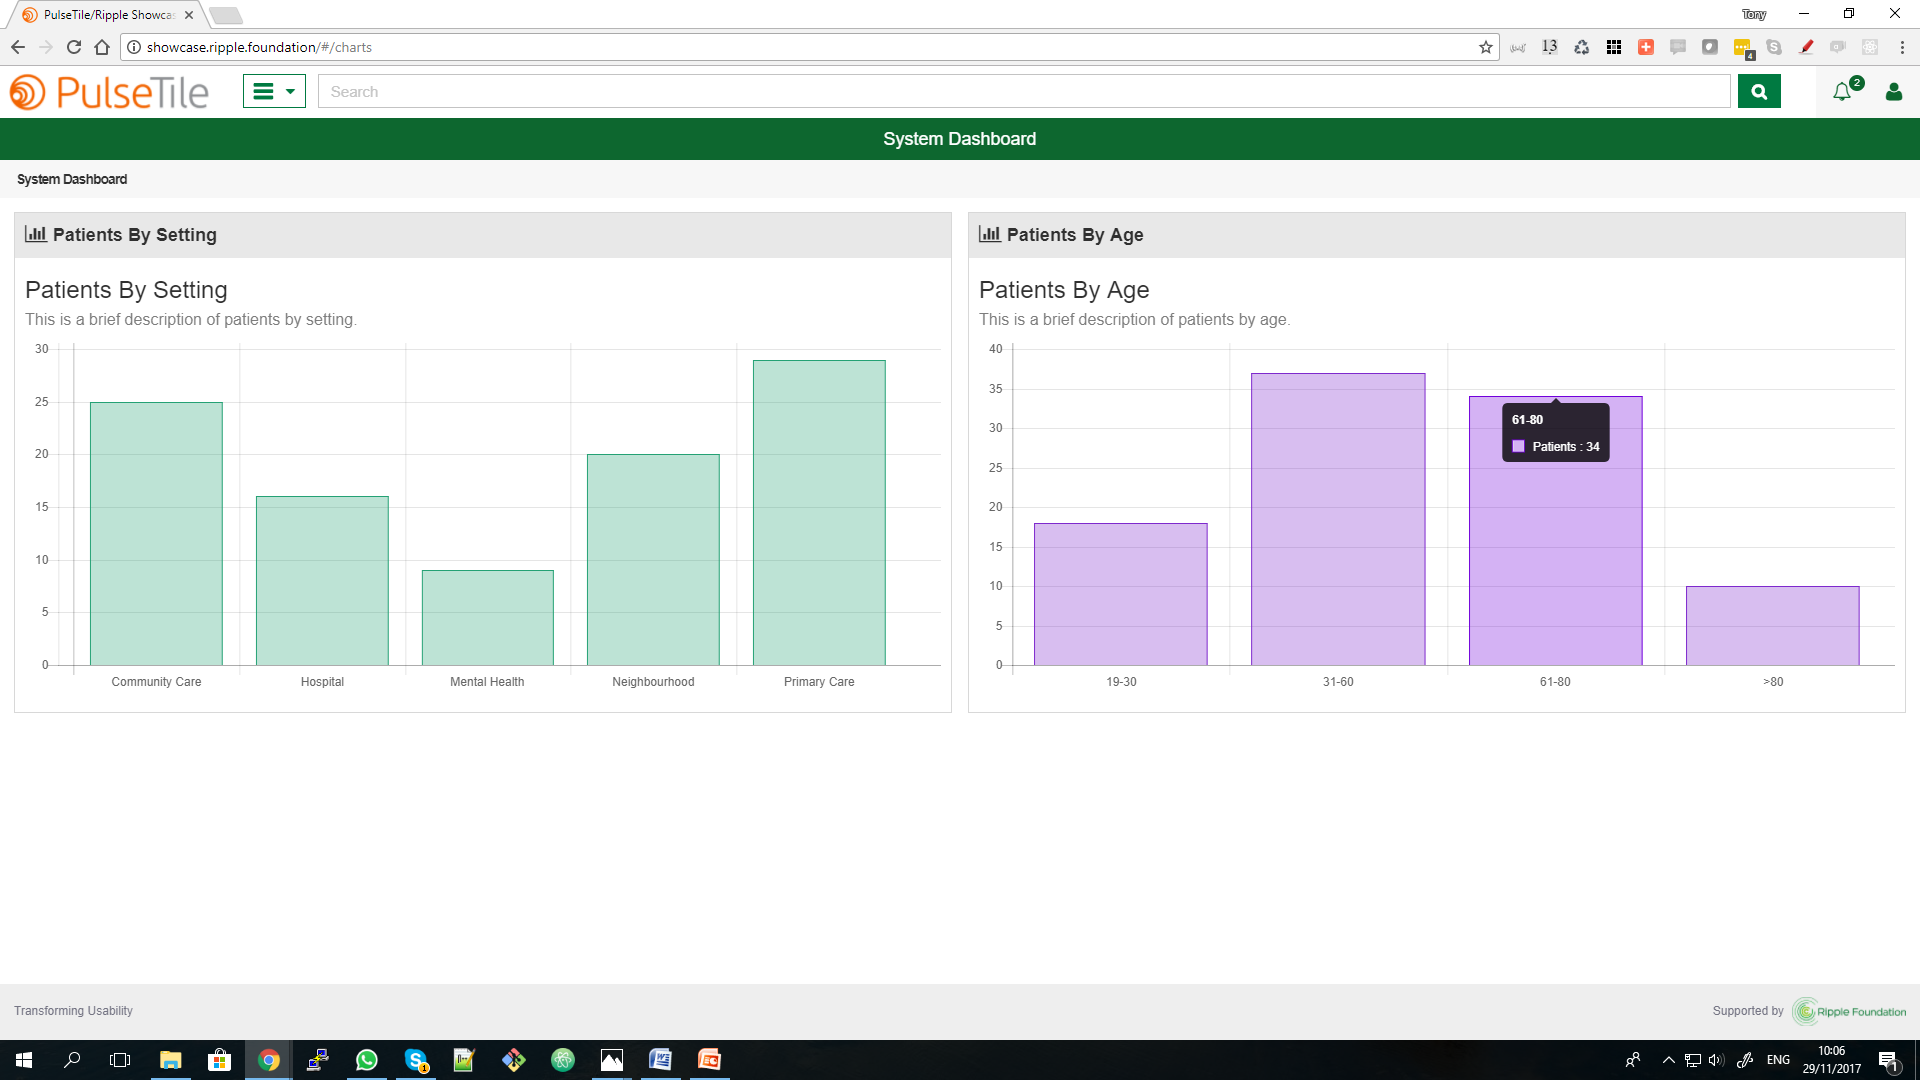 PulseTile/Ripple Showcas
Tony
showcase.ripple.foundation/#/charts
13
4
PulseTile
Search
2
System Dashboard
System Dashboard
Patients By Setting
Patients By Setting
This is a brief description of patients by setting.
30
25
20
15
10
5
0
Community Care
Hospital
Mental Health
Neighbourhood
Primary Care
Patients By Age
Patients By Age
This is a brief description of patients by age.
40
35
30
25
20
15
10
5
0
61-80
Patients : 34
19-30
31-60
61-80
>80
Transforming Usability
Supported by
Ripple Foundation
1
ENG
10:06
29/11/2017
1